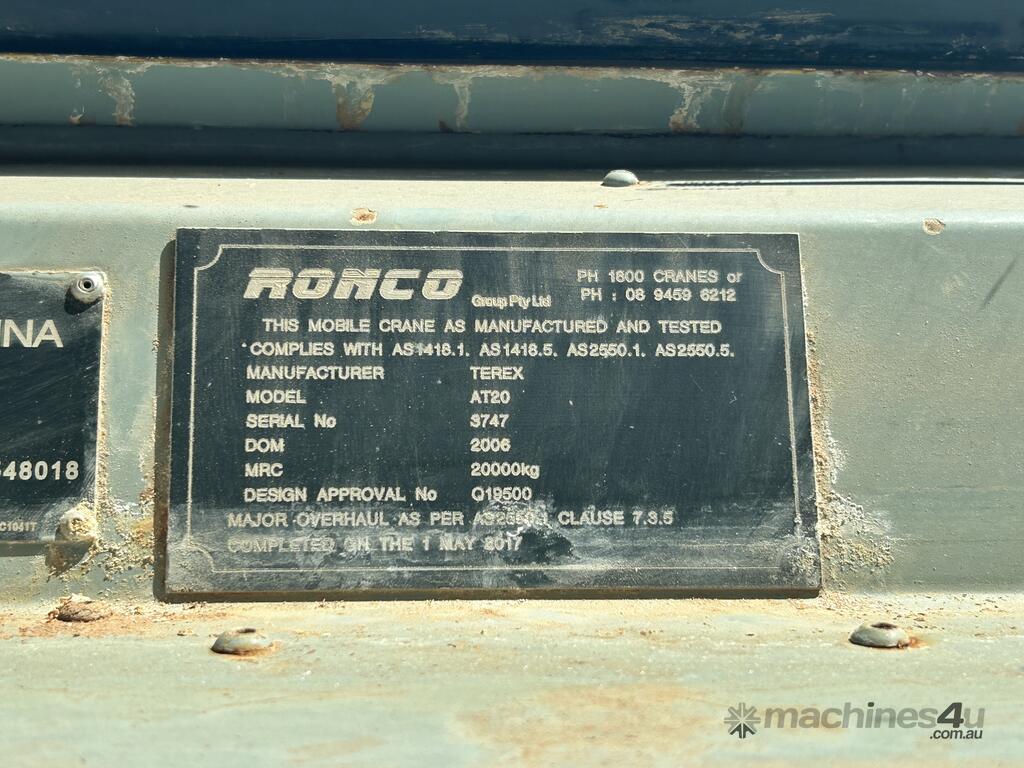 RONCO
Group Pty Ltd
PH 1800 CRANES or
PH : 08 9459 6212
THIS MOBILE CRANE AS MANUFACTURED AND TESTED
COMPLIES WITH AS1418.1. AS1418.5. AS2550.1. AS2550.5.
MANUFACTURER TEREX
MODEL AT20
SERIAL No 3747
DOM 2006
MRC 20000kg
DESIGN APPROVAL No Q19500
MAJOR OVERHAUL AS PER CLAUSE 7.3.5
COMPLETED ON THE 1 MAY 2017
INA
48018
C1041T
machines4u
.com.au